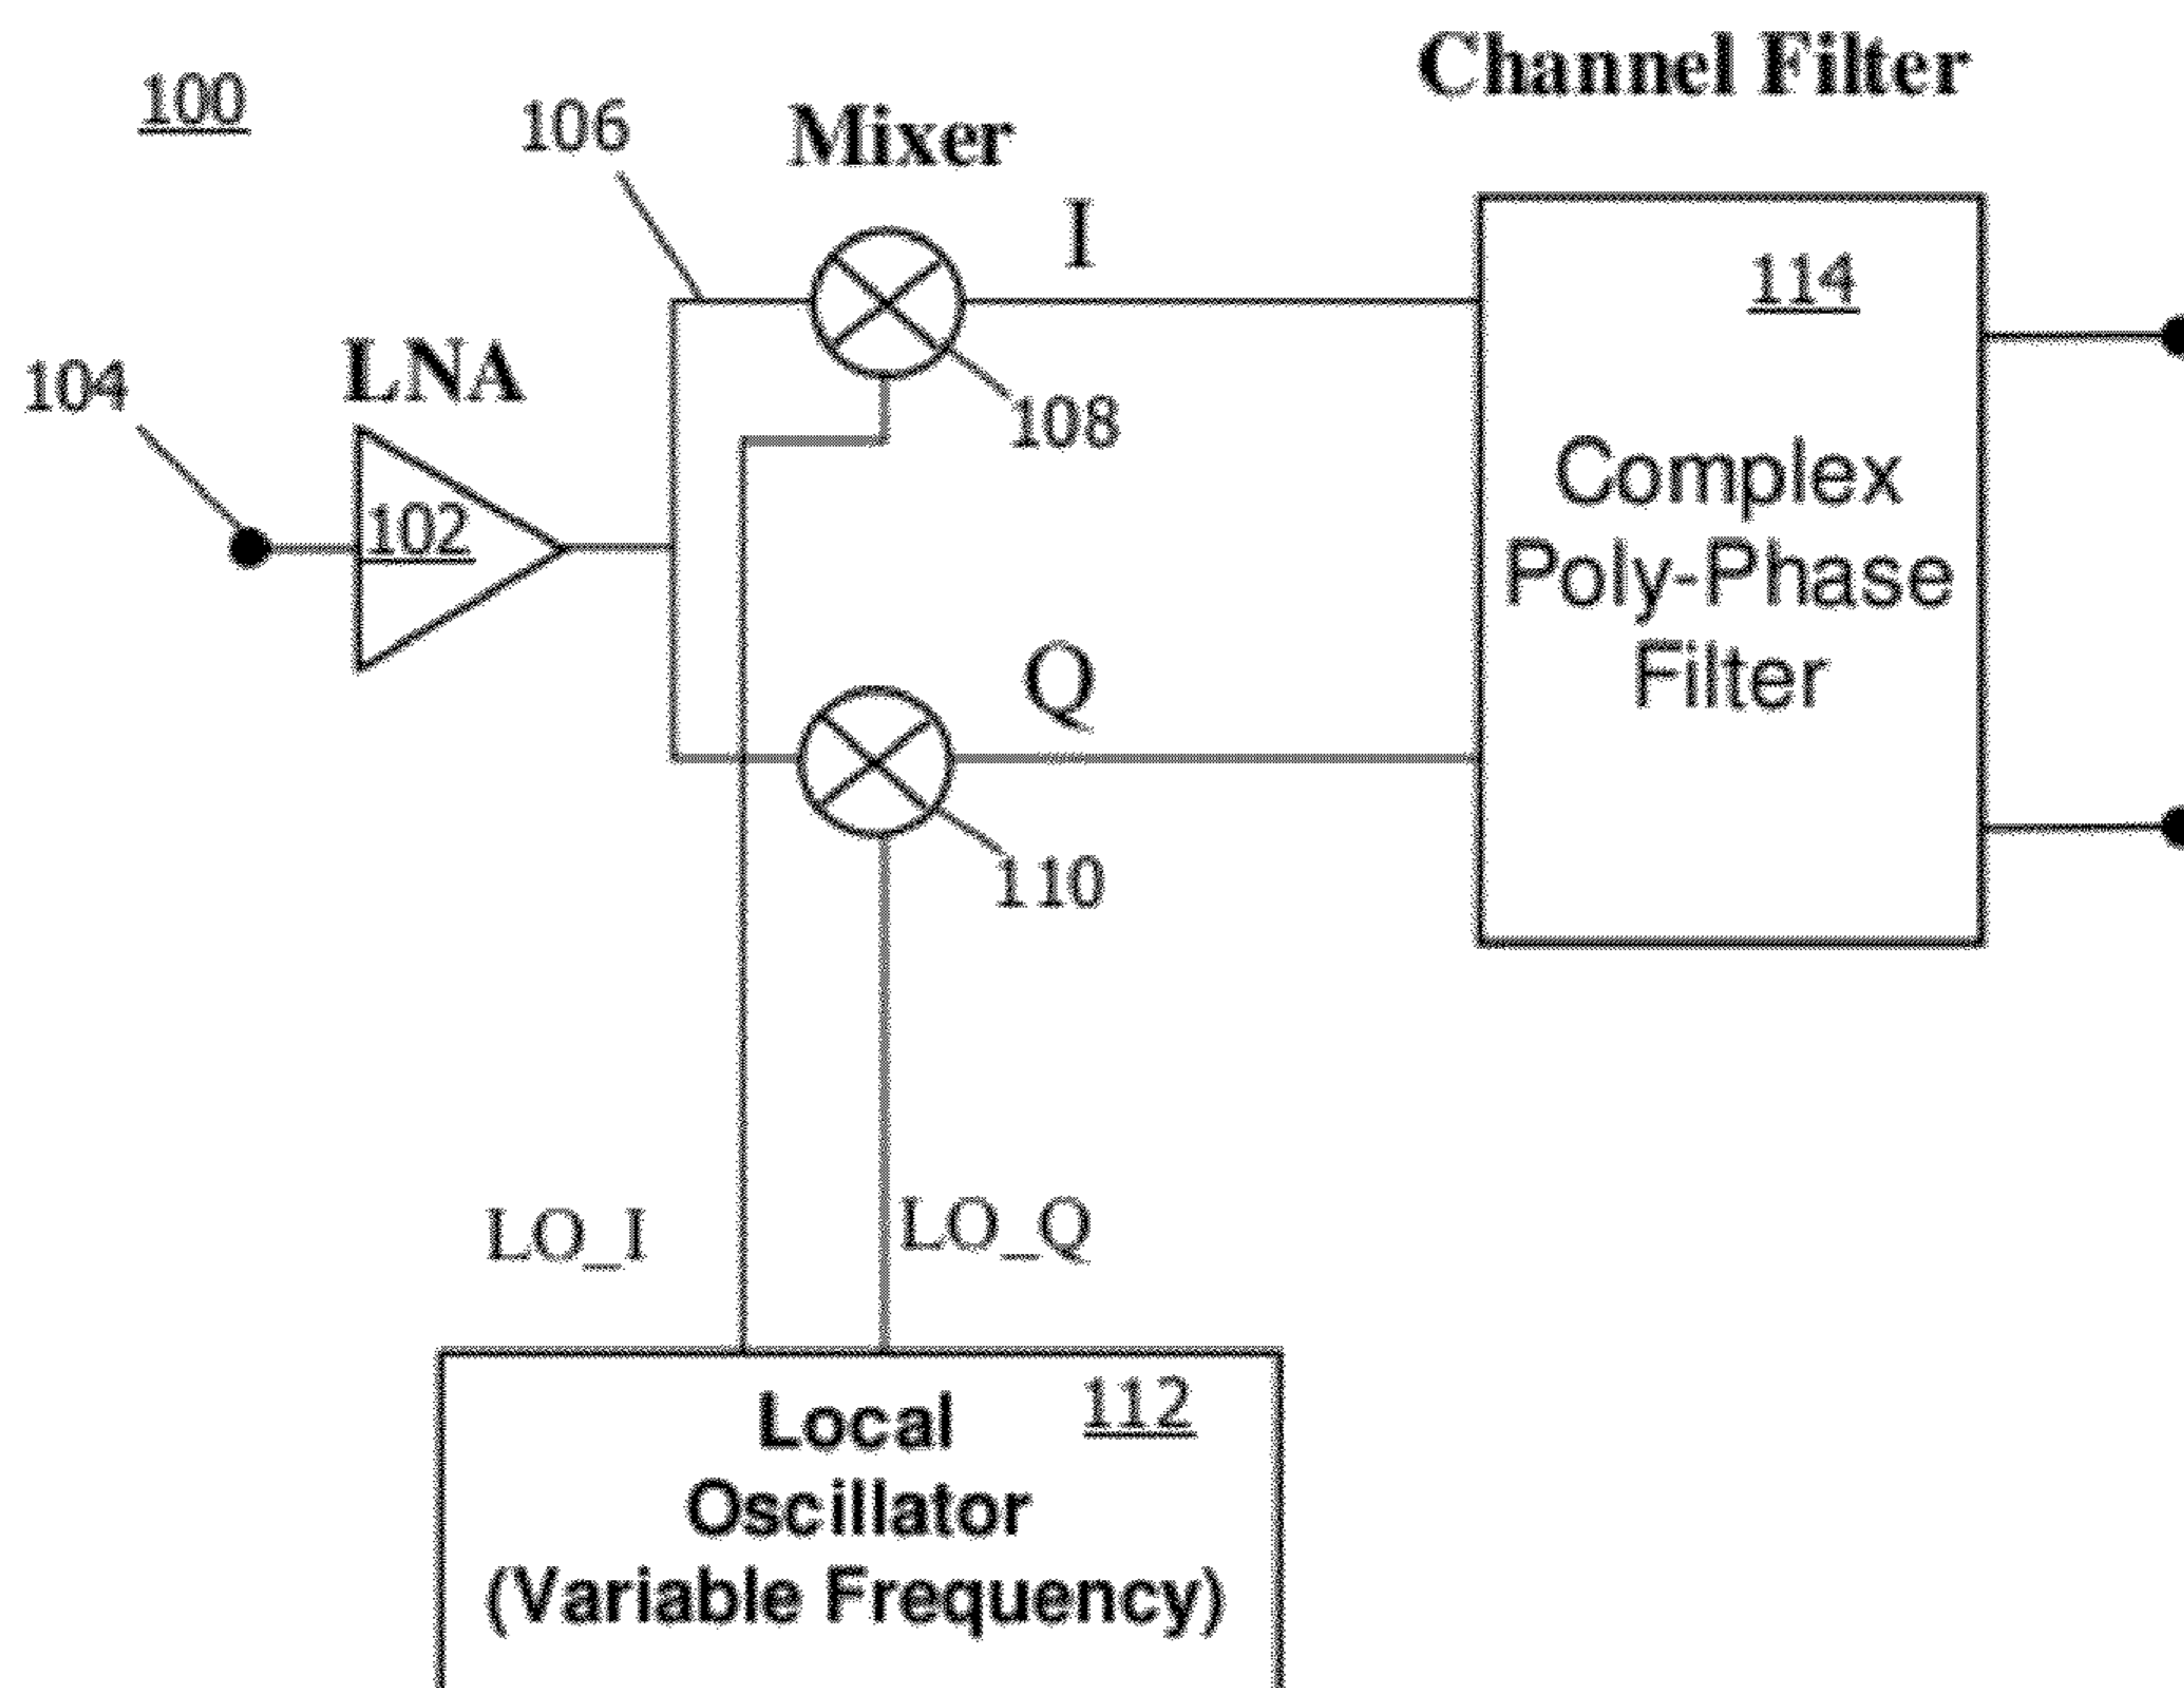 Channel Filter
100
106
Mixer
I
114
LNA
104
108
102
Complex
Poly-Phase
Filter
Q
110
LO_I
LO_Q
112
Local
Oscillator
(Variable Frequency)